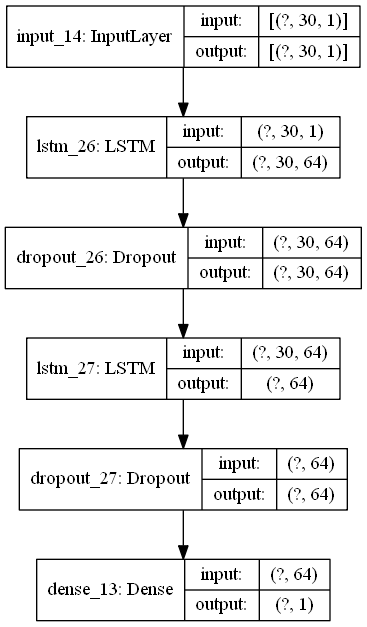 input_14: InputLayer input: [(?, 30, 1)]
output: [(?, 30, 1)]
lstm_26: LSTM input: (?, 30, 1)
output: (?, 30, 64)
dropout_26: Dropout input: (?, 30, 64)
output: (?, 30, 64)
lstm_27: LSTM input: (?, 30, 64)
output: (?, 64)
dropout_27: Dropout input: (?, 64)
output: (?, 64)
dense_13: Dense input: (?, 64)
output: (?, 1)